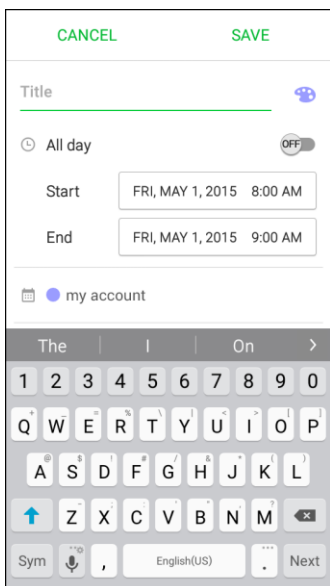 CANCEL SAVE
Title
All day OFF
Start FRI, MAY 1, 2015 8:00 AM
End FRI, MAY 1, 2015 9:00 AM
my account
The I On >
1 2 3 4 5 6 7 8 9 0
Q W E R T Y U I O P
A S D F G H J K L
Z X C V B N M
Sym , English(US) . Next